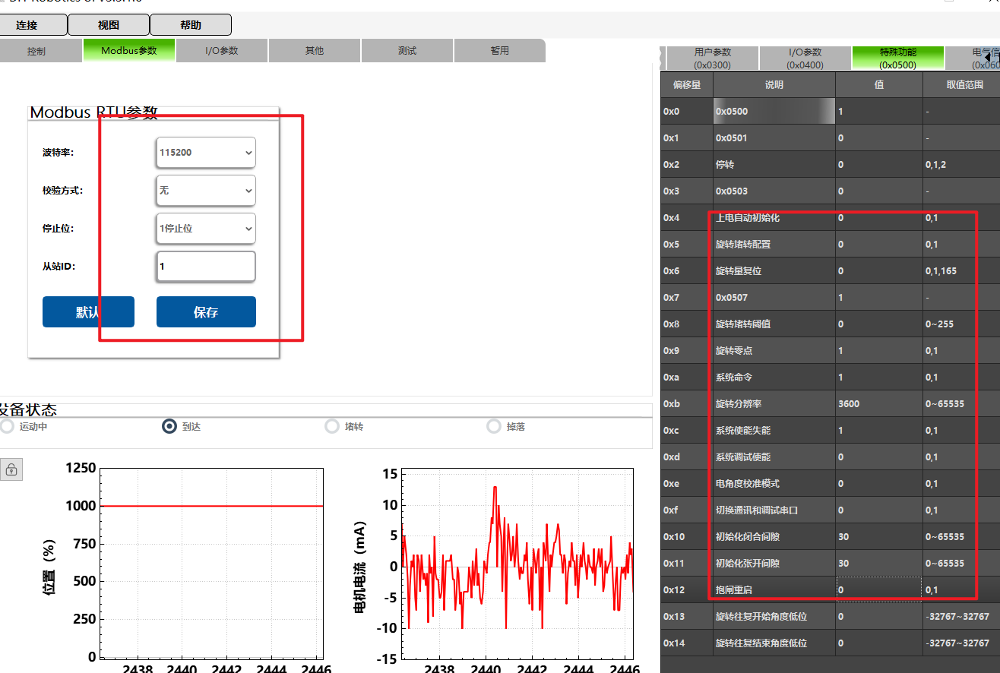 连接 视图 帮助
控制 Modbus参数 I/O参数 其他 测试 暂用
Modbus RTU参数
波特率: 115200
校验方式: 无
停止位: 1停止位
从站ID: 1
默认 保存
设备状态
运动中 到达 堵转 掉落
位置 (%)
1250
1000
750
500
250
0
2438 2440 2442 2444 2446
电机电流 (mA)
15
10
5
0
-5
-10
-15
2438 2440 2442 2444 2446
用户参数 I/O参数 特殊功能
(0x0300) (0x0400) (0x0500)
偏移量 说明 值 取值范围
0x0 0x0500 1 -
0x1 0x0501 0 -
0x2 停转 0 0,1,2
0x3 0x0503 0 -
0x4 上电自动初始化 0 0,1
0x5 旋转堵转配置 0 0,1
0x6 旋转量复位 0 0,1,165
0x7 0x0507 1 -
0x8 旋转堵转阈值 0 0~255
0x9 旋转零点 1 0,1
0xa 系统命令 1 0,1
0xb 旋转分辨率 3600 0~65535
0xc 系统使能失能 1 0,1
0xd 系统调试使能 0 0,1
0xe 电角度校准模式 0 0,1
0xf 切换通讯和调试串口 0 0,1
0x10 初始化闭合间隙 30 0~65535
0x11 初始化张开间隙 30 0~65535
0x12 抱闸重启 0 0,1
0x13 旋转往复开始角度低位 0 -32767~32767
0x14 旋转往复结束角度低位 0 -32767~32767